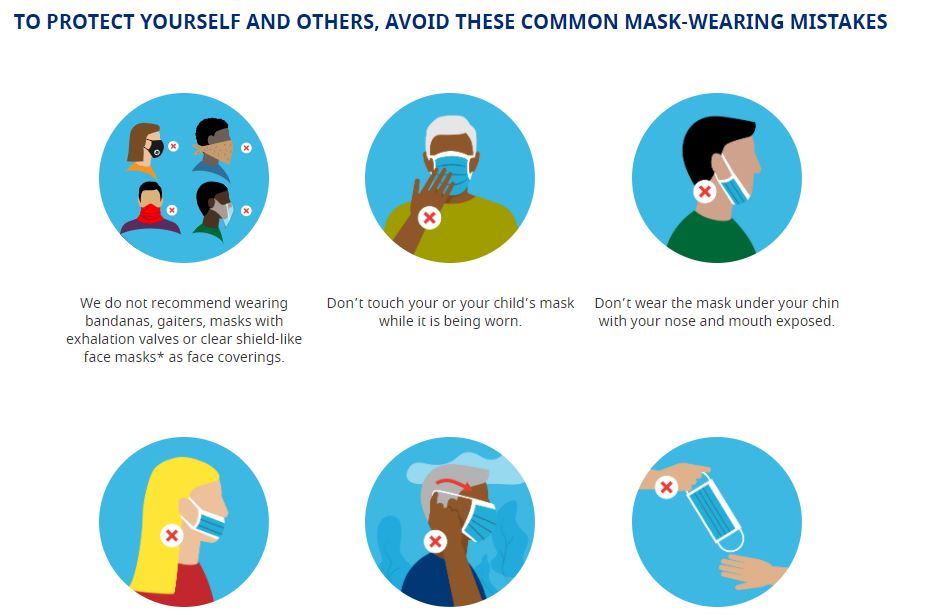 TO PROTECT YOURSELF AND OTHERS, AVOID THESE COMMON MASK-WEARING MISTAKES
We do not recommend wearing
bandanas, gaiters, masks with
exhalation valves or clear shield-like
face masks* as face coverings.
Don’t touch your or your child’s mask
while it is being worn.
Don’t wear the mask under your chin
with your nose and mouth exposed.